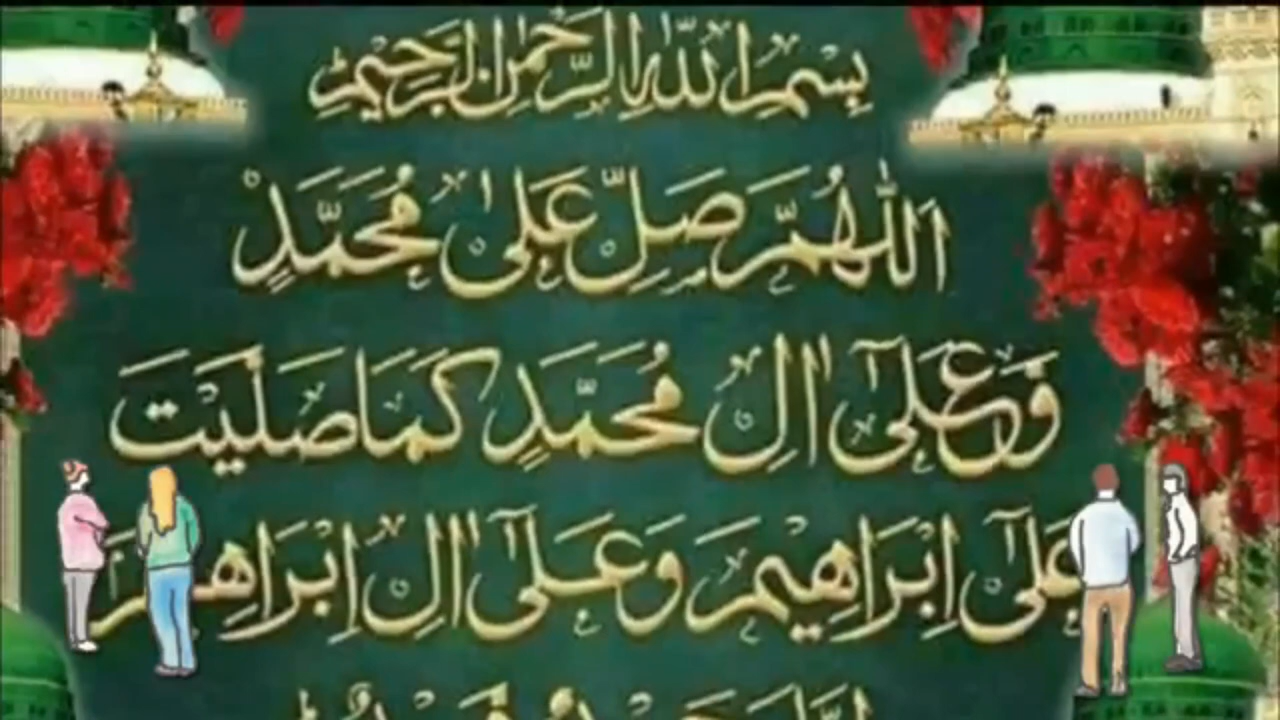 بِسْمِ اللّٰهِ الرَّحْمٰنِ الرَّحِيْمِ
اَللّٰهُمَّ صَلِّ عَلٰى مُحَمَّدٍ
وَّعَلٰٓى اٰلِ مُحَمَّدٍ كَمَا صَلَّيْتَ
عَلٰٓى اِبْرَاهِيْمَ وَعَلٰٓى اٰلِ اِبْرَاهِيْمَ